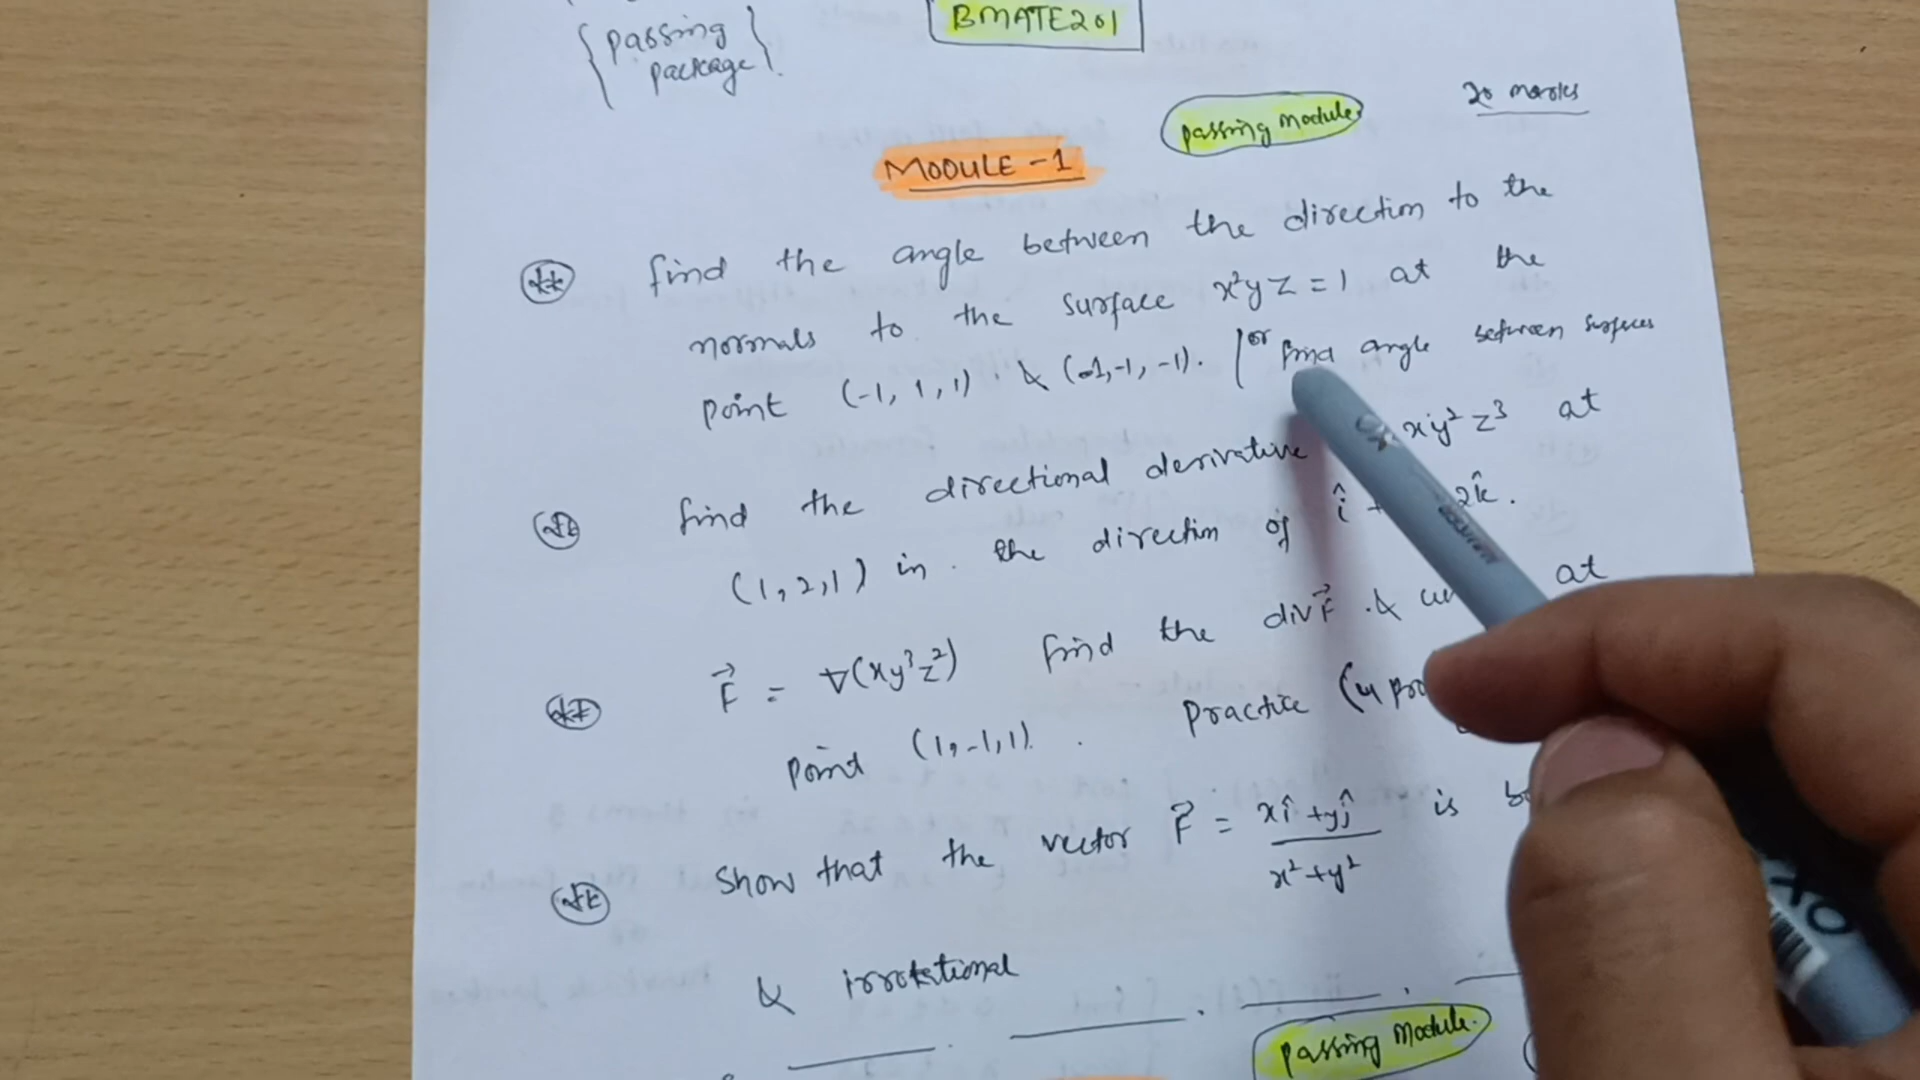 {passing
package}
BMATE201
passing module
20 marks
MODULE-1
** find the angle between the direction to the
normals to the surface x²yz = 1 at the
point (-1, 1, 1) & (-1, -1, -1). | or find angle between surfaces
find the directional derivative xy²z³ at
(1, 2, 1) in the direction of î + 2k̂.
F⃗ = ∇(xy³z²) find the div F⃗ & at
point (1, -1, 1). practice (4
Show that the vector F⃗ = xî + yĵ / x² + y² is
& irrotational
passing Module.